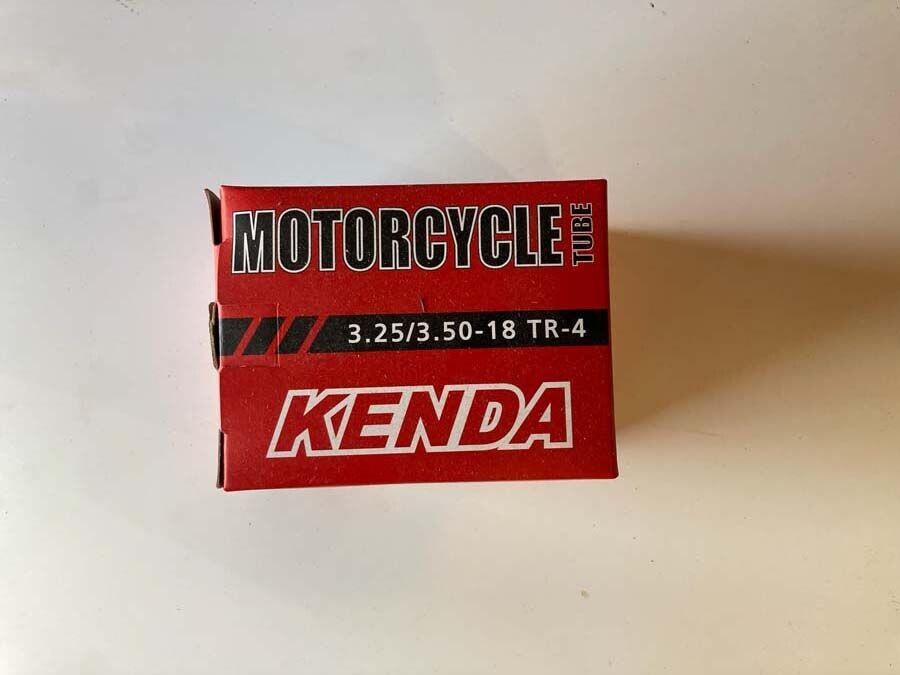 MOTORCYCLE TUBE
3.25/3.50-18 TR-4
KENDA